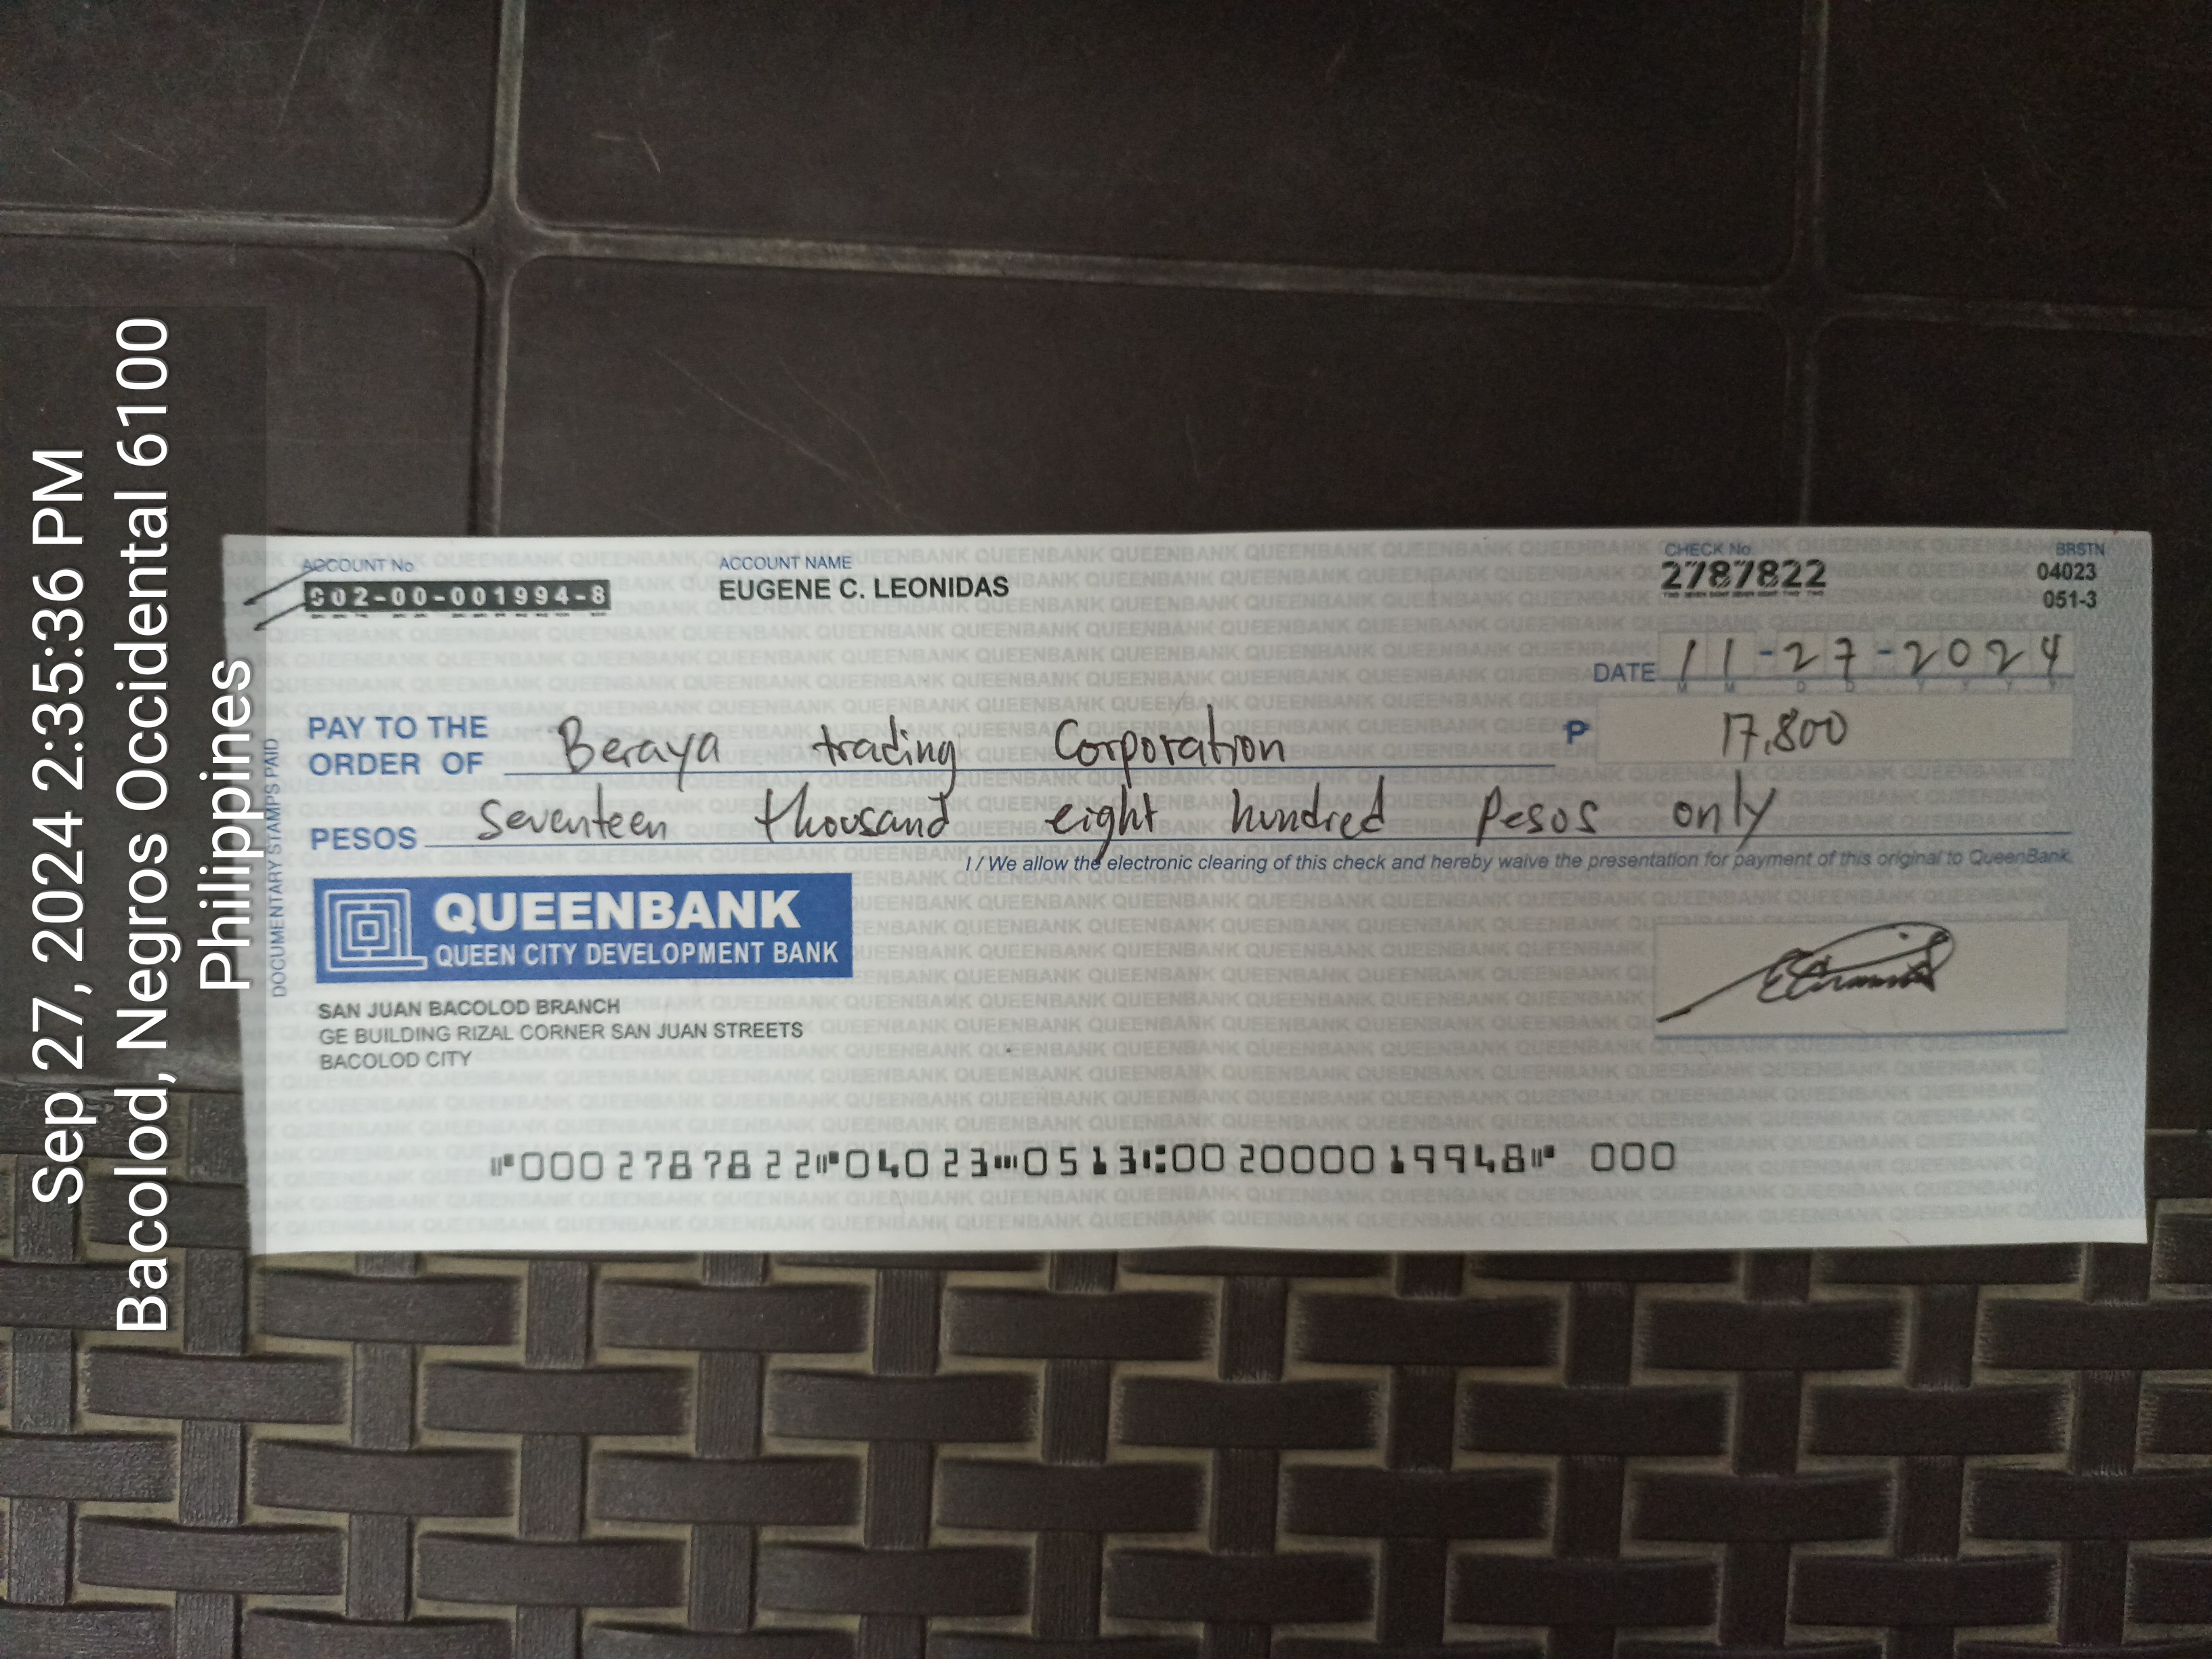 Sep 27, 2024 2:35:36 PM
Bacolod, Negros Occidental 6100
Philippines
ACCOUNT No.
002-00-001994-8
ACCOUNT NAME
EUGENE C. LEONIDAS
CHECK No.
2787822
BRSTN
04023
051-3
DATE 11-27-2024
M M D D Y Y Y Y
PAY TO THE
ORDER OF Beraya trading Corporation ₱ 17,800
PESOS Seventeen thousand eight hundred Pesos only
I / We allow the electronic clearing of this check and hereby waive the presentation for payment of this original to QueenBank.
DOCUMENTARY STAMPS PAID
QUEENBANK
QUEEN CITY DEVELOPMENT BANK
SAN JUAN BACOLOD BRANCH
GE BUILDING RIZAL CORNER SAN JUAN STREETS
BACOLOD CITY
⑈0002787822⑈04023⑉0513⑆002000019948⑈ 000